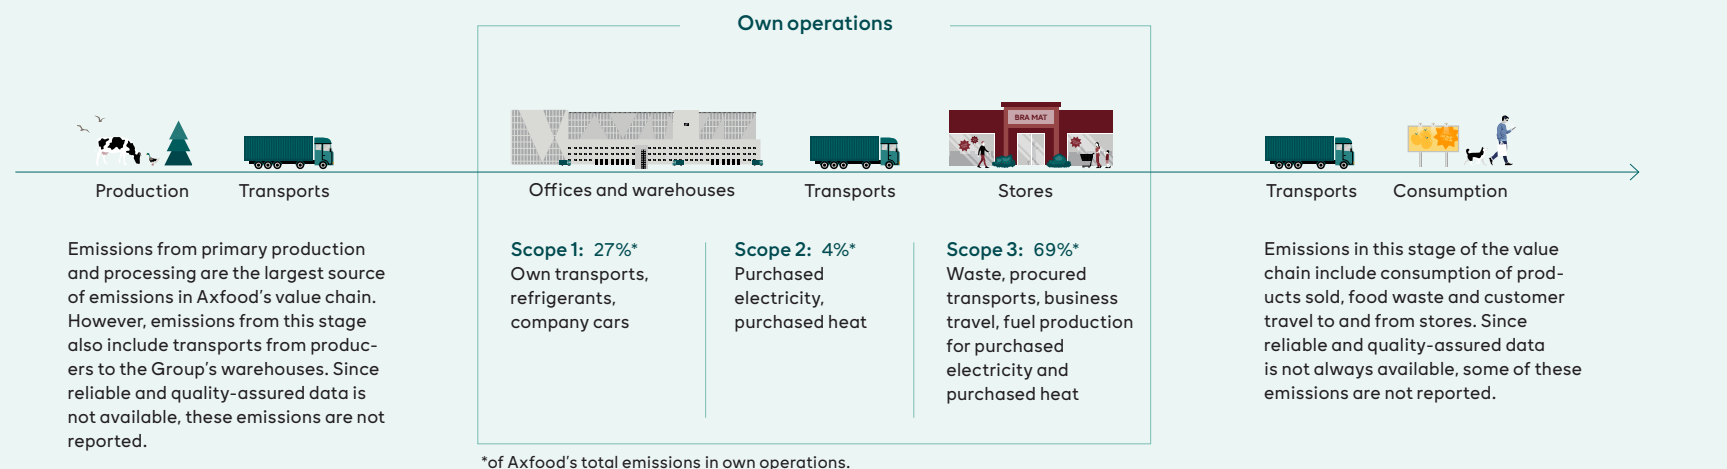 Own operations
BRA MAT
Production
Transports
Offices and warehouses
Transports
Stores
Transports
Consumption
Emissions from primary production
and processing are the largest source
of emissions in Axfood's value chain.
However, emissions from this stage
also include transports from produc-
ers to the Group's warehouses. Since
reliable and quality-assured data is
not available, these emissions are not
reported.
Scope 1: 27%*
Own transports,
refrigerants,
company cars
Scope 2: 4%*
Purchased
electricity,
purchased heat
Scope 3: 69%*
Waste, procured
transports, business
travel, fuel production
for purchased
electricity and
purchased heat
Emissions in this stage of the value
chain include consumption of prod-
ucts sold, food waste and customer
travel to and from stores. Since
reliable and quality-assured data
is not always available, some of these
emissions are not reported.
*of Axfood's total emissions in own operations.